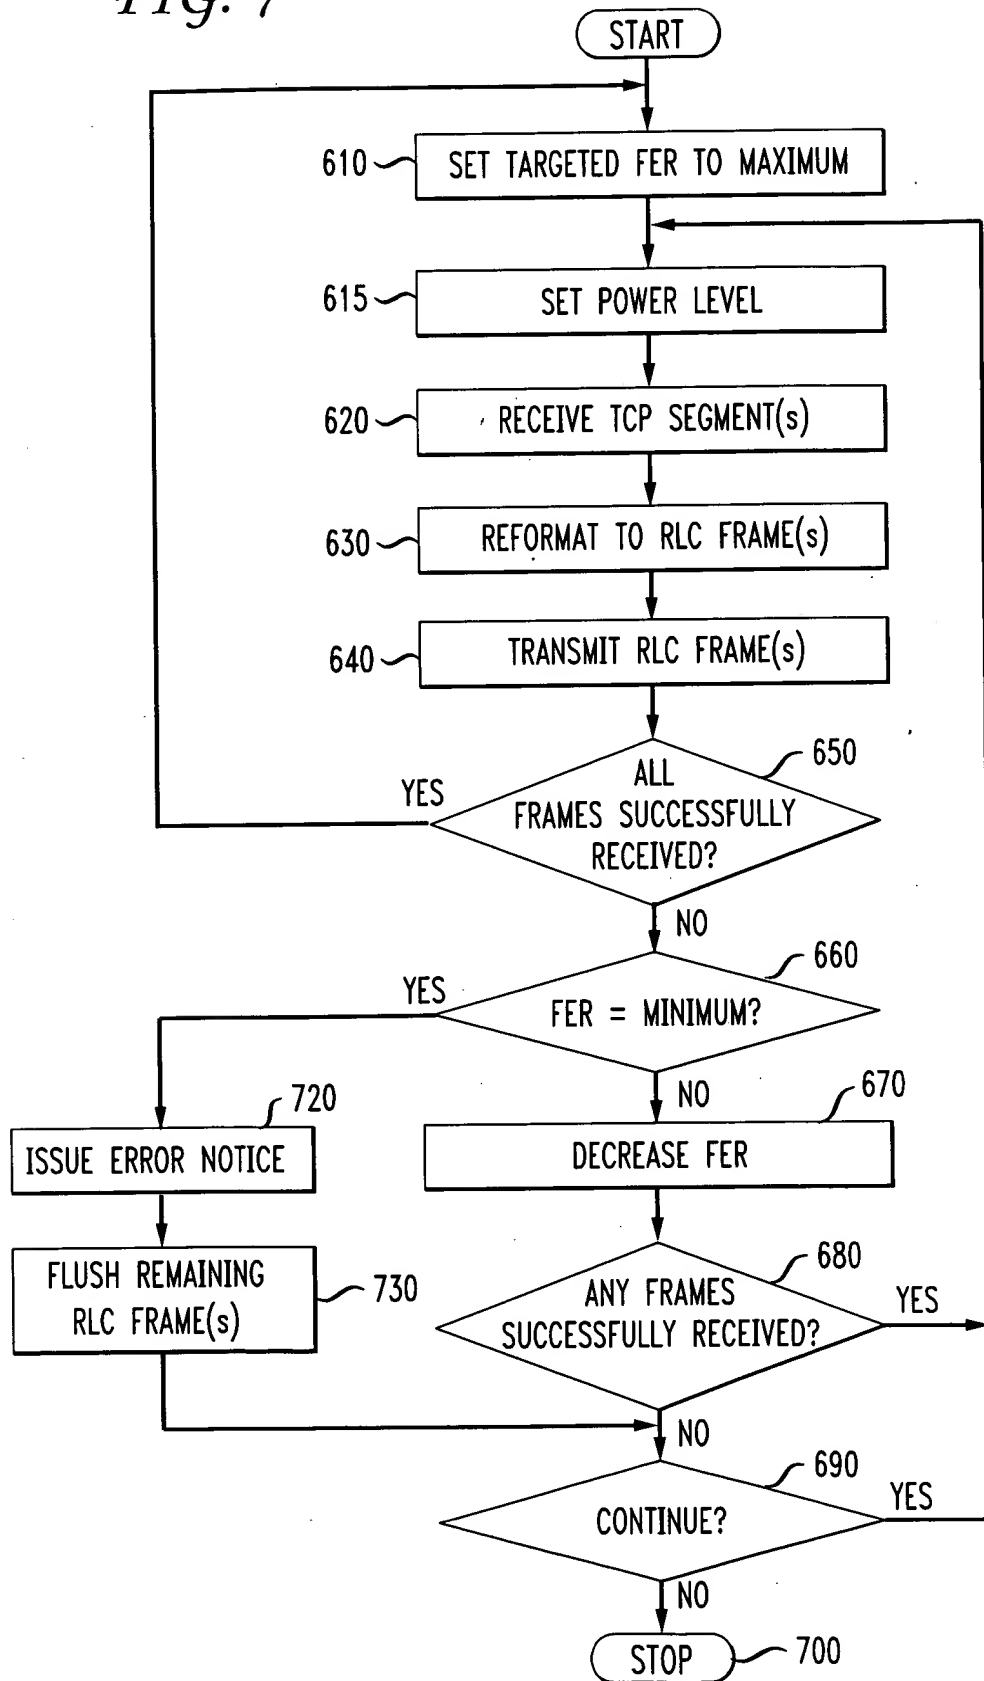 FIG. 7
START
610
SET TARGETED FER TO MAXIMUM
615
SET POWER LEVEL
620
RECEIVE TCP SEGMENT(s)
630
REFORMAT TO RLC FRAME(s)
640
TRANSMIT RLC FRAME(s)
650
YES
ALL
FRAMES SUCCESSFULLY
RECEIVED?
NO
660
YES
FER = MINIMUM?
NO
670
720
DECREASE FER
ISSUE ERROR NOTICE
680
FLUSH REMAINING
RLC FRAME(s)
730
ANY FRAMES
SUCCESSFULLY RECEIVED?
YES
NO
690
CONTINUE?
YES
NO
STOP
700